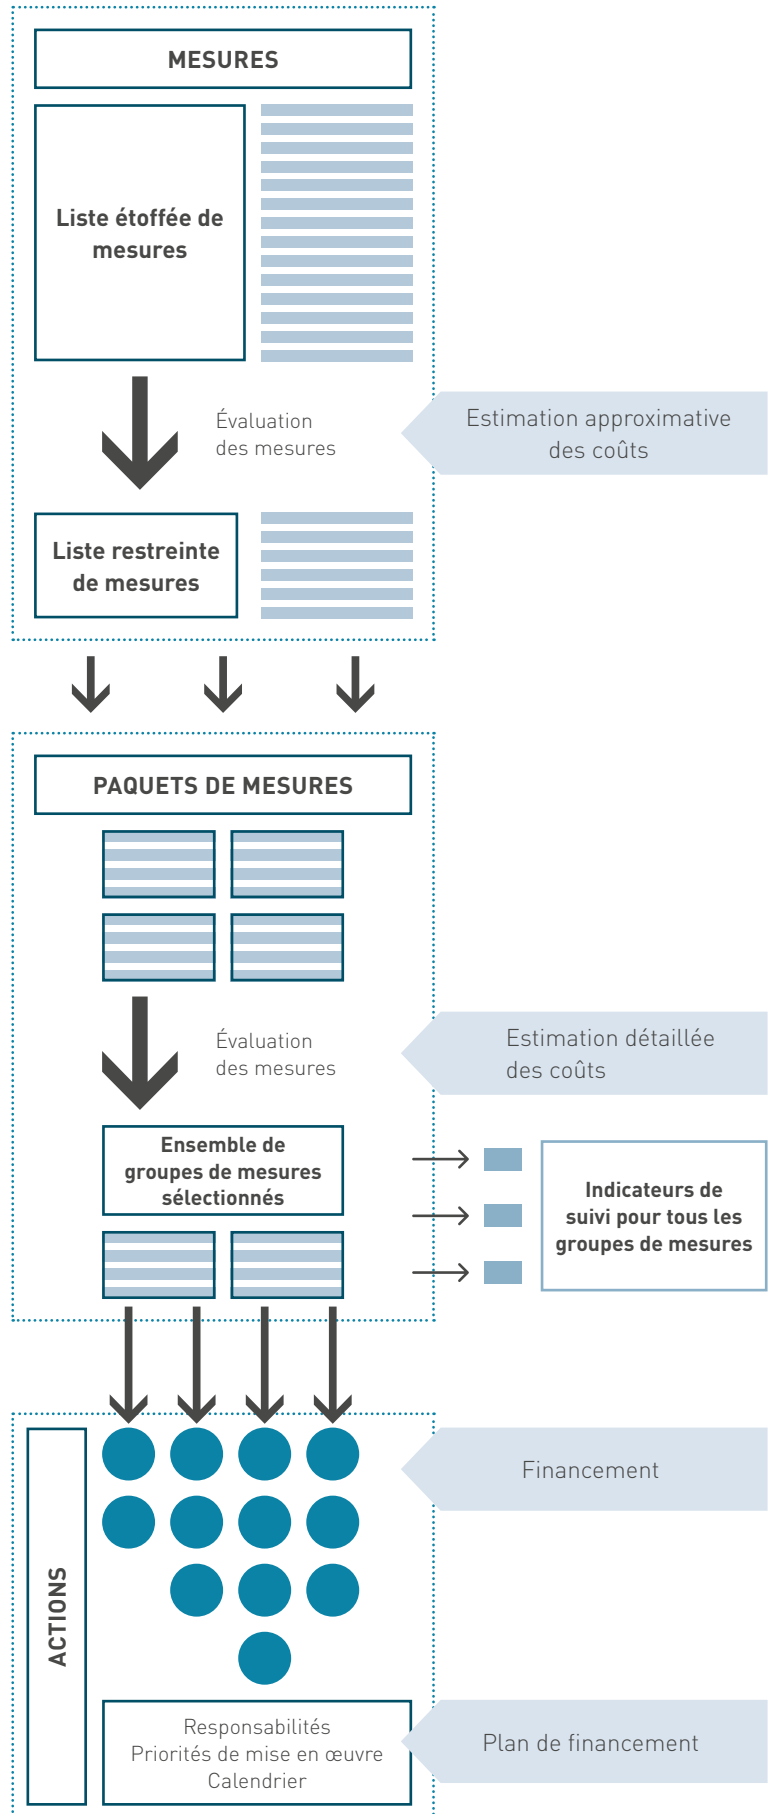 MESURES
Liste étoffée de
mesures
Évaluation
des mesures
Estimation approximative
des coûts
Liste restreinte
de mesures
PAQUETS DE MESURES
Évaluation
des mesures
Estimation détaillée
des coûts
Ensemble de
groupes de mesures
sélectionnés
Indicateurs de
suivi pour tous les
groupes de mesures
ACTIONS
Financement
Responsabilités
Priorités de mise en œuvre
Calendrier
Plan de financement